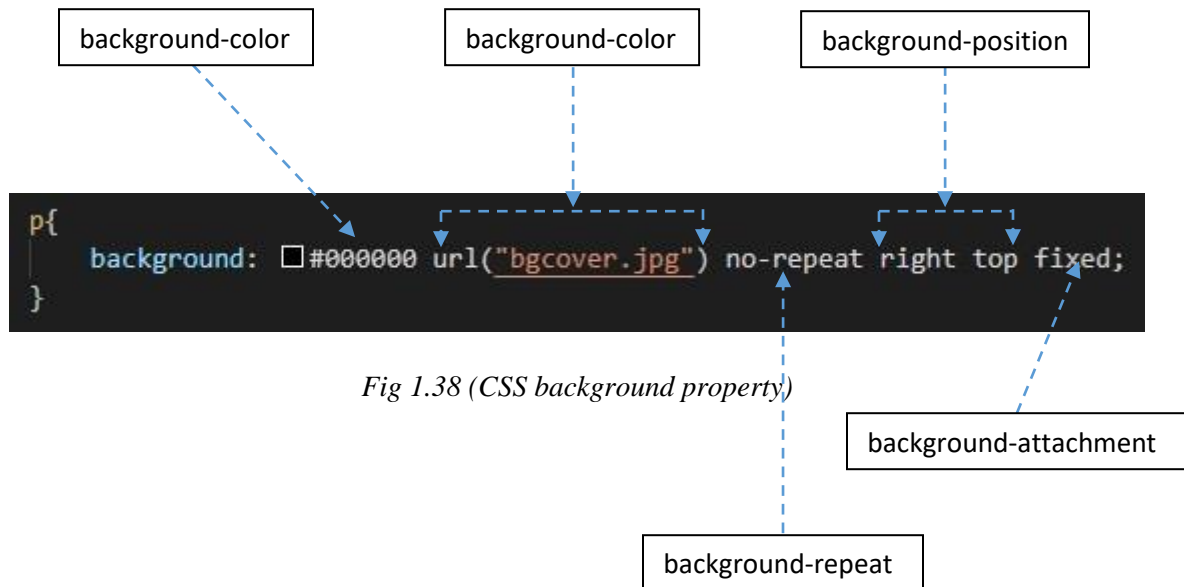 background-color background-color background-position
p{
background: #000000 url("bgcover.jpg") no-repeat right top fixed;
}
Fig 1.38 (CSS background property)
background-attachment
background-repeat